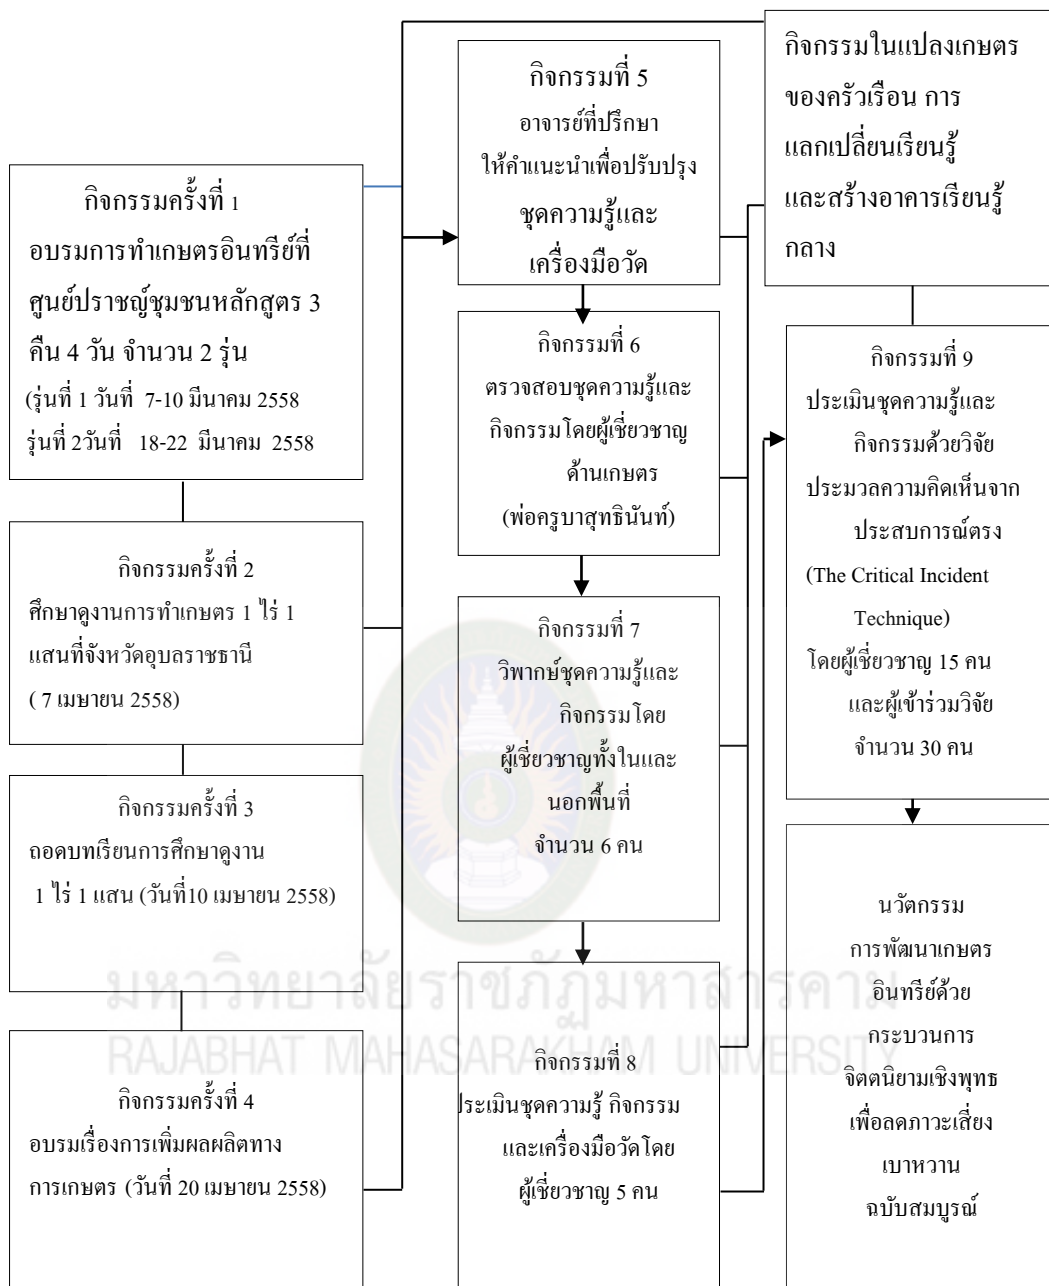 กิจกรรมครั้งที่ 1
อบรมการทำเกษตรอินทรีย์ที่
ศูนย์ปราชญ์ชุมชนหลักสูตร 3
คืน 4 วัน จำนวน 2 รุ่น
(รุ่นที่ 1 วันที่ 7-10 มีนาคม 2558
รุ่นที่ 2วันที่ 18-22 มีนาคม 2558
กิจกรรมครั้งที่ 2
ศึกษาดูงานการทำเกษตร 1 ไร่ 1
แสนที่จังหวัดอุบลราชธานี
( 7 เมษายน 2558)
กิจกรรมครั้งที่ 3
ถอดบทเรียนการศึกษาดูงาน
1 ไร่ 1 แสน (วันที่10 เมษายน 2558)
กิจกรรมครั้งที่ 4
อบรมเรื่องการเพิ่มผลผลิตทาง
การเกษตร (วันที่ 20 เมษายน 2558)
กิจกรรมที่ 5
อาจารย์ที่ปรึกษา
ให้คำแนะนำเพื่อปรับปรุง
ชุดความรู้และ
เครื่องมือวัด
กิจกรรมที่ 6
ตรวจสอบชุดความรู้และ
กิจกรรมโดยผู้เชี่ยวชาญ
ด้านเกษตร
(พ่อครูบาสุทธินันท์)
กิจกรรมที่ 7
วิพากษ์ชุดความรู้และ
กิจกรรมโดย
ผู้เชี่ยวชาญทั้งในและ
นอกพื้นที่
จำนวน 6 คน
กิจกรรมที่ 8
ประเมินชุดความรู้ กิจกรรม
และเครื่องมือวัดโดย
ผู้เชี่ยวชาญ 5 คน
กิจกรรมในแปลงเกษตร
ของครัวเรือน การ
แลกเปลี่ยนเรียนรู้
และสร้างอาคารเรียนรู้
กลาง
กิจกรรมที่ 9
ประเมินชุดความรู้และ
กิจกรรมด้วยวิจัย
ประมวลความคิดเห็นจาก
ประสบการณ์ตรง
(The Critical Incident
Technique)
โดยผู้เชี่ยวชาญ 15 คน
และผู้เข้าร่วมวิจัย
จำนวน 30 คน
นวัตกรรม
การพัฒนาเกษตร
อินทรีย์ด้วย
กระบวนการ
จิตตนิยามเชิงพุทธ
เพื่อลดภาวะเสี่ยง
เบาหวาน
ฉบับสมบูรณ์
มหาวิทยาลัยราชภัฏมหาสารคาม
RAJABHAT MAHASARAKHAM UNIVERSITY